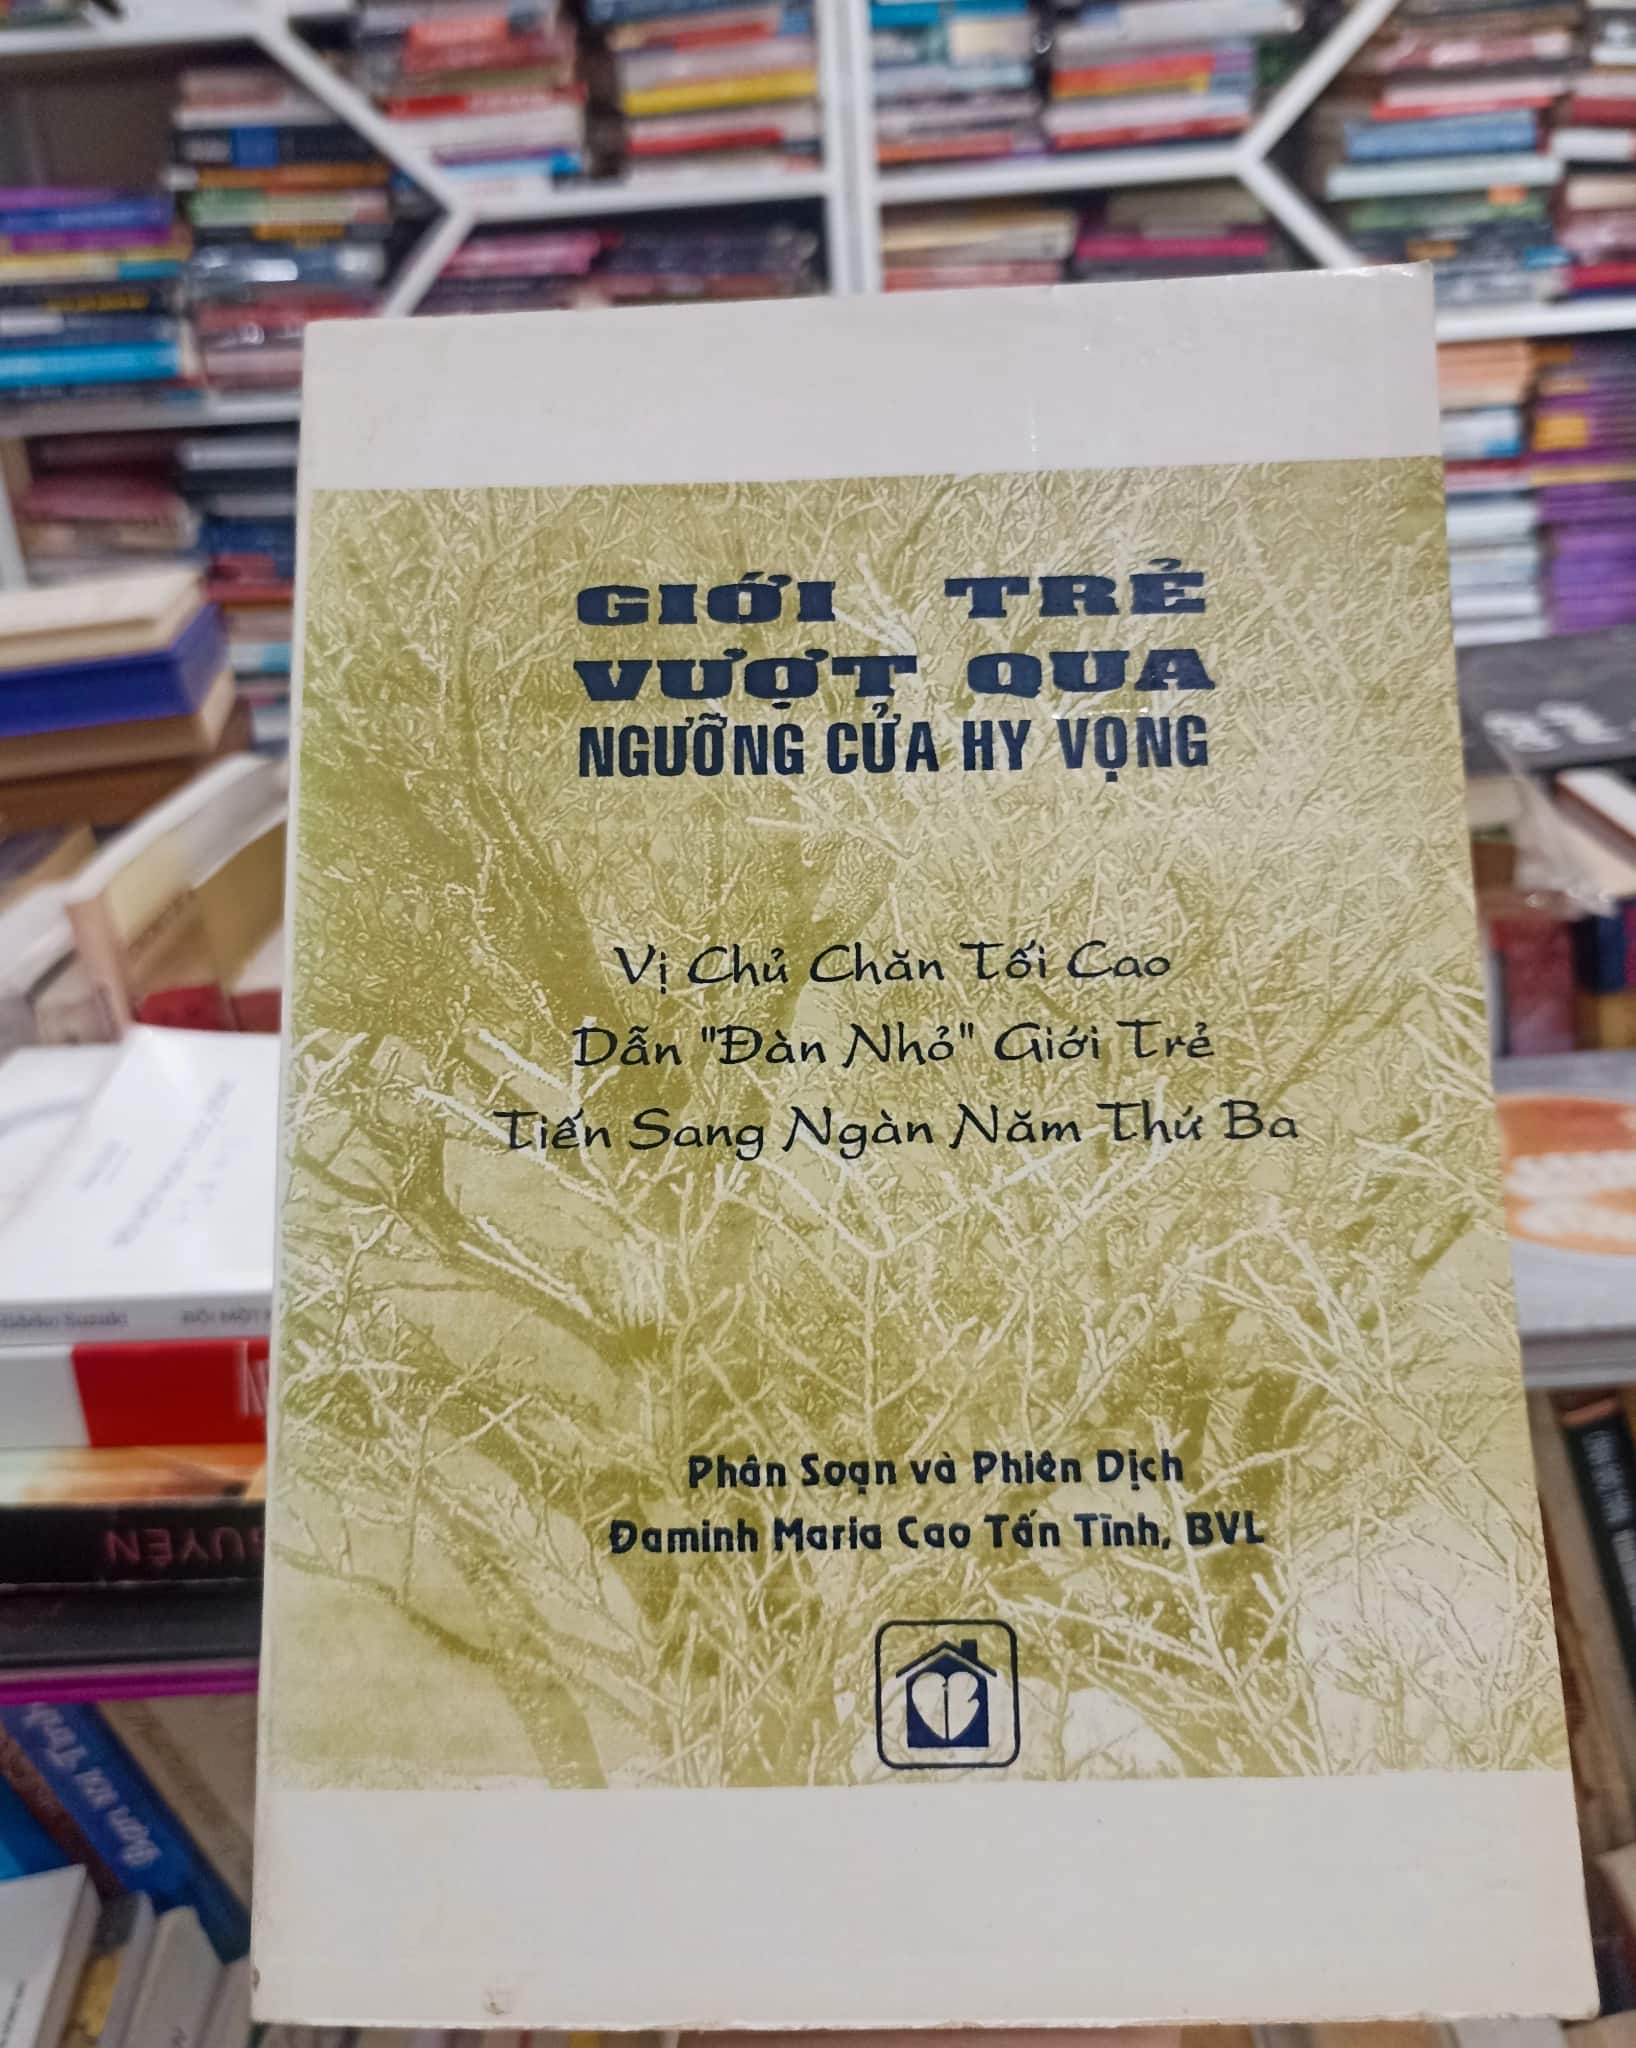 GIỚI TRẺ
VƯỢT QUA
NGƯỠNG CỬA HY VỌNG
Vị Chủ Chăn Tối Cao
Dẫn "Đàn Nhỏ" Giới Trẻ
Tiến Sang Ngàn Năm Thứ Ba
Phân Soạn và Phiên Dịch
Đaminh Maria Cao Tấn Tĩnh, BVL